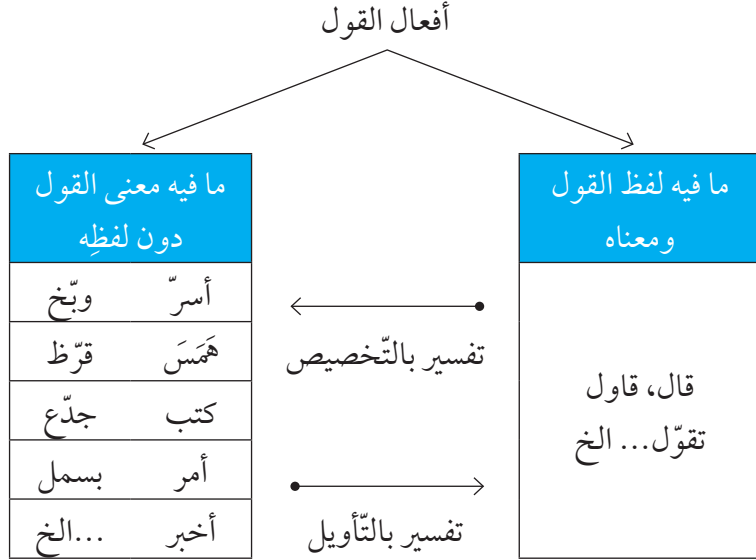 أفعال القول
ما فيه لفظ القول
ومعناه
قال، قاول
تقوّل... الخ
تفسير بالتّخصيص
تفسير بالتّأويل
ما فيه معنى القول
دون لفظِه
أسرّ وبّخ
هَمَسَ قرّظ
كتب جدّع
أمر بسمل
أخبر ...الخ